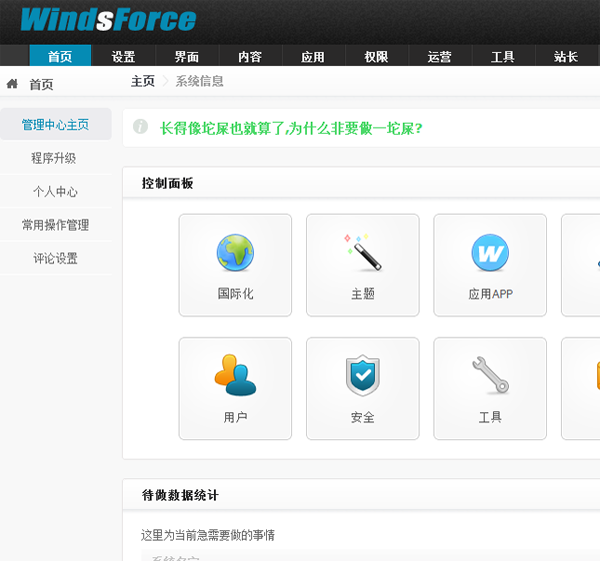 WindsForce
首页 设置 界面 内容 应用 权限 运营 工具 站长
首页
主页 系统信息
管理中心主页
程序升级
个人中心
常用操作管理
评论设置
长得像坨屎也就算了,为什么非要做一坨屎?
控制面板
国际化 主题 应用APP
用户 安全 工具
待做数据统计
这里为当前急需要做的事情